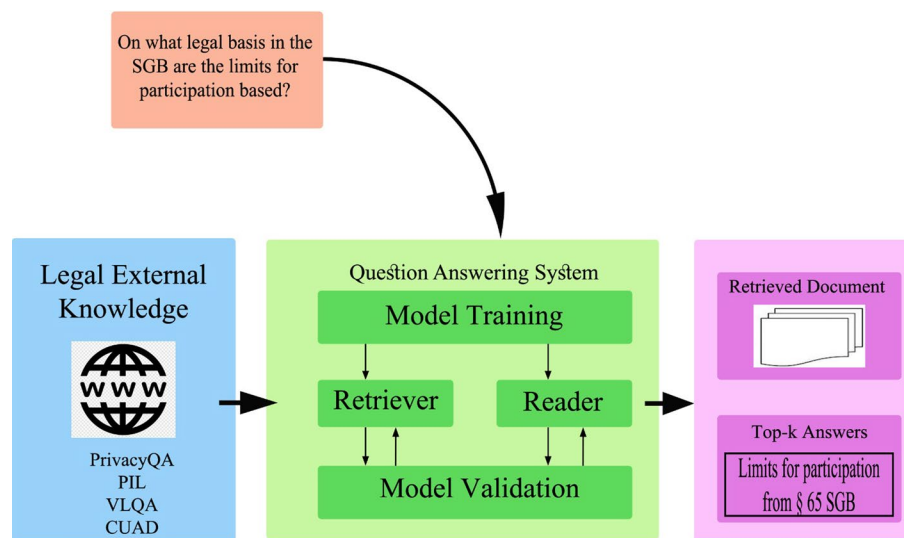 On what legal basis in the
SGB are the limits for
participation based?
Legal External
Knowledge
WWW
PrivacyQA
PIL
VLQA
CUAD
Question Answering System
Model Training
Retriever
Reader
Model Validation
Retrieved Document
Top-k Answers
Limits for participation
from § 65 SGB